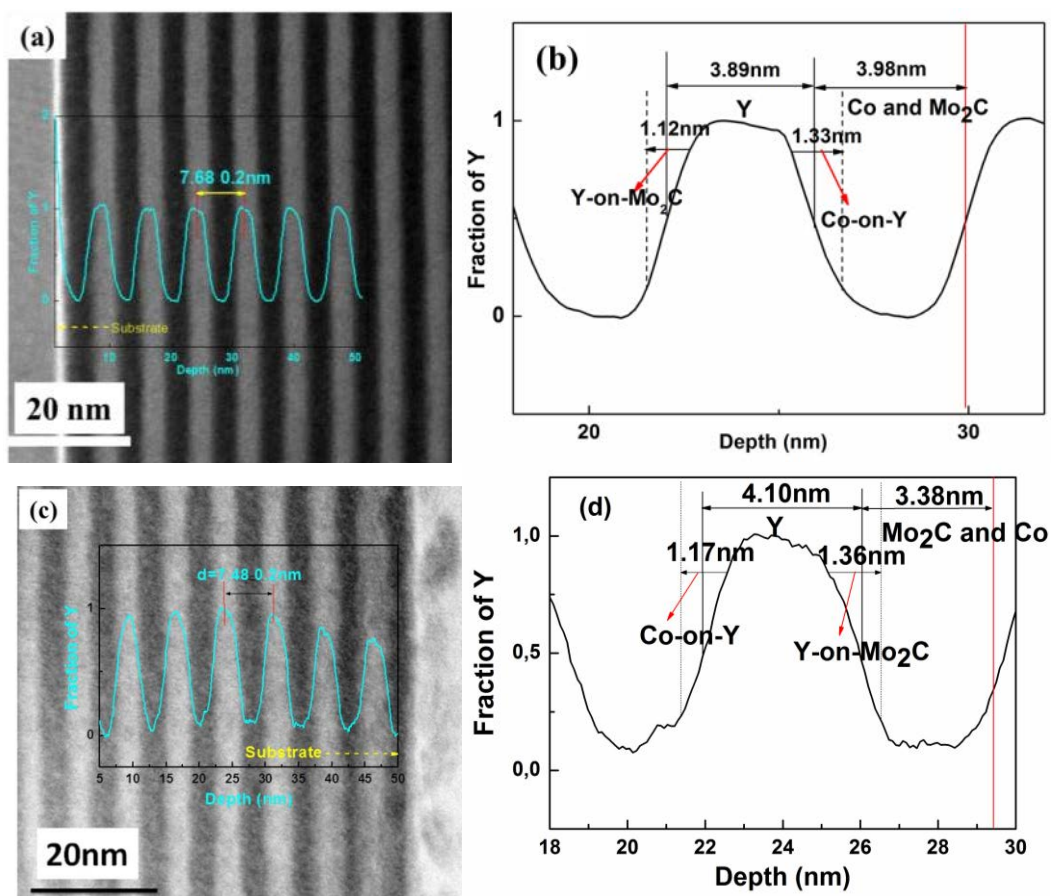 (a)
2
7.68 0.2nm
1
Fraction of Y
0
Substrate
10 20 30 40 50
Depth (nm)
20 nm
(b)
3.89nm
3.98nm
Y
Co and Mo₂C
1
1.12nm
1.33nm
Y-on-Mo₂C
Co-on-Y
Fraction of Y
0
20 30
Depth (nm)
(c)
d=7.48 0.2nm
1
Fraction of Y
0
Substrate
5 10 15 20 25 30 35 40 45 50
Depth (nm)
20nm
(d)
4.10nm
3.38nm
Y
Mo₂C and Co
1,0
1.17nm
1.36nm
Co-on-Y
Y-on-Mo₂C
Fraction of Y
0,5
0,0
18 20 22 24 26 28 30
Depth (nm)